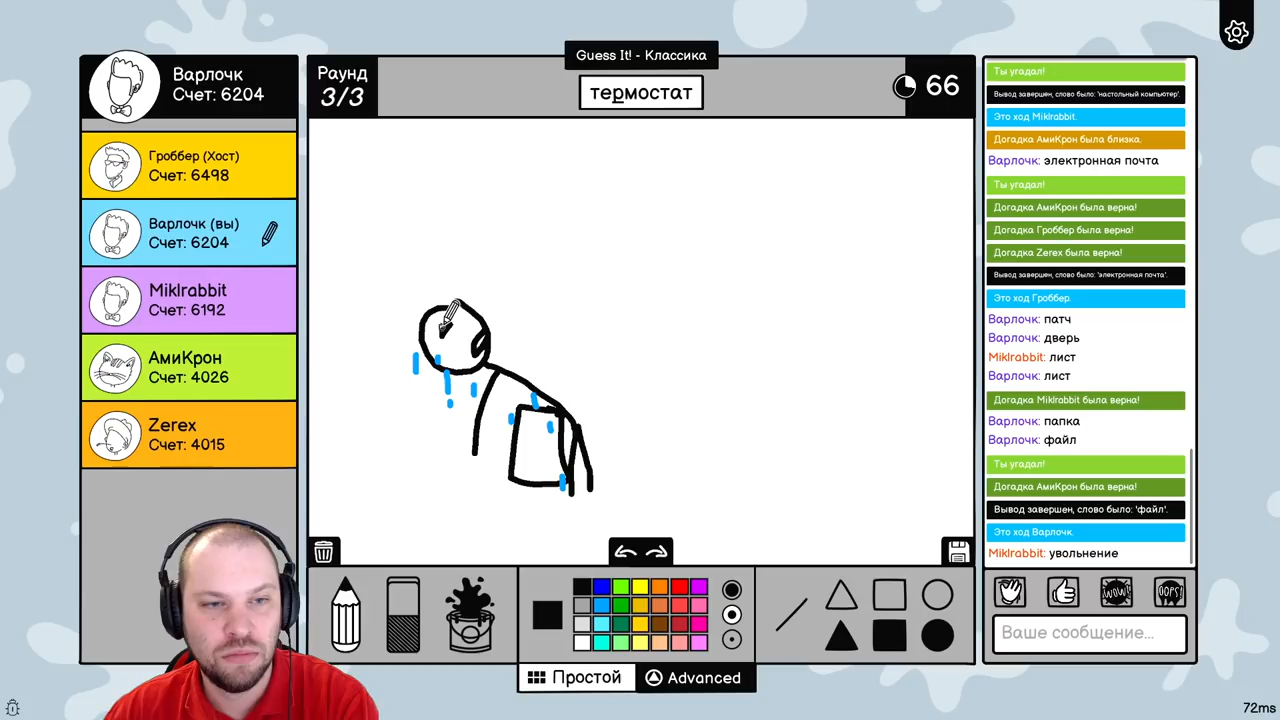 Guess It! - Классика
Варлочк
Счет: 6204
Раунд
3/3
термостат
66
Гроббер (Хост)
Счет: 6498
Варлочк (вы)
Счет: 6204
Miklrabbit
Счет: 6192
АмиКрон
Счет: 4026
Zerex
Счет: 4015
Ты угадал!
Вывод завершен, слово было: 'настольный компьютер'.
Это ход Miklrabbit.
Догадка АмиКрон была близка.
Варлочк: электронная почта
Ты угадал!
Догадка АмиКрон была верна!
Догадка Гроббер была верна!
Догадка Zerex была верна!
Вывод завершен, слово было: 'электронная почта'.
Это ход Гроббер.
Варлочк: патч
Варлочк: дверь
Miklrabbit: лист
Варлочк: лист
Догадка Miklrabbit была верна!
Варлочк: папка
Варлочк: файл
Ты угадал!
Догадка АмиКрон была верна!
Вывод завершен, слово было: 'файл'.
Это ход Варлочк.
Miklrabbit: увольнение
WOW!
OOPS!
Ваше сообщение...
Простой
Advanced
72ms